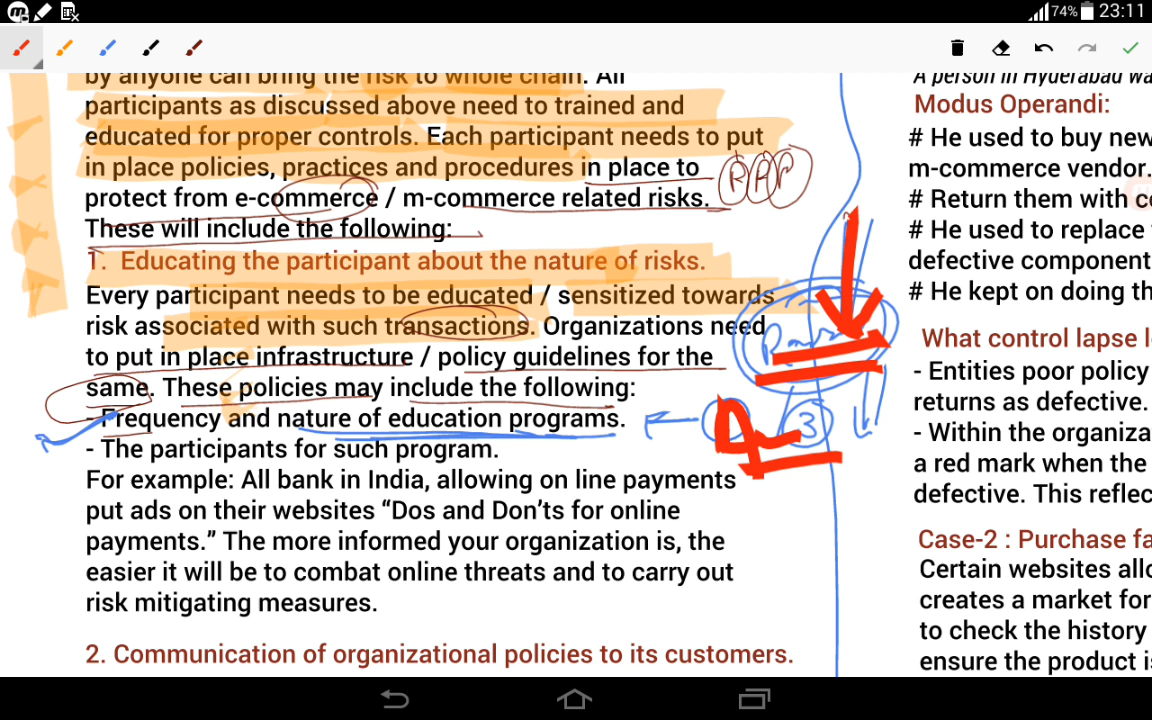 74% 23:11
by anyone can bring the risk to whole chain. All
participants as discussed above need to trained and
educated for proper controls. Each participant needs to put
in place policies, practices and procedures in place to
protect from e-commerce / m-commerce related risks.
These will include the following:
1. Educating the participant about the nature of risks.
Every participant needs to be educated / sensitized towards
risk associated with such transactions. Organizations need
to put in place infrastructure / policy guidelines for the
same. These policies may include the following:
- Frequency and nature of education programs.
- The participants for such program.
For example: All bank in India, allowing on line payments
put ads on their websites “Dos and Don'ts for online
payments.” The more informed your organization is, the
easier it will be to combat online threats and to carry out
risk mitigating measures.
2. Communication of organizational policies to its customers.
3
A person in Hyderabad wa
Modus Operandi:
# He used to buy new
m-commerce vendor.
# Return them with c
# He used to replace
defective component
# He kept on doing th
What control lapse l
- Entities poor policy
returns as defective.
- Within the organiza
a red mark when the
defective. This reflec
Case-2 : Purchase fa
Certain websites allo
creates a market for
to check the history
ensure the product is